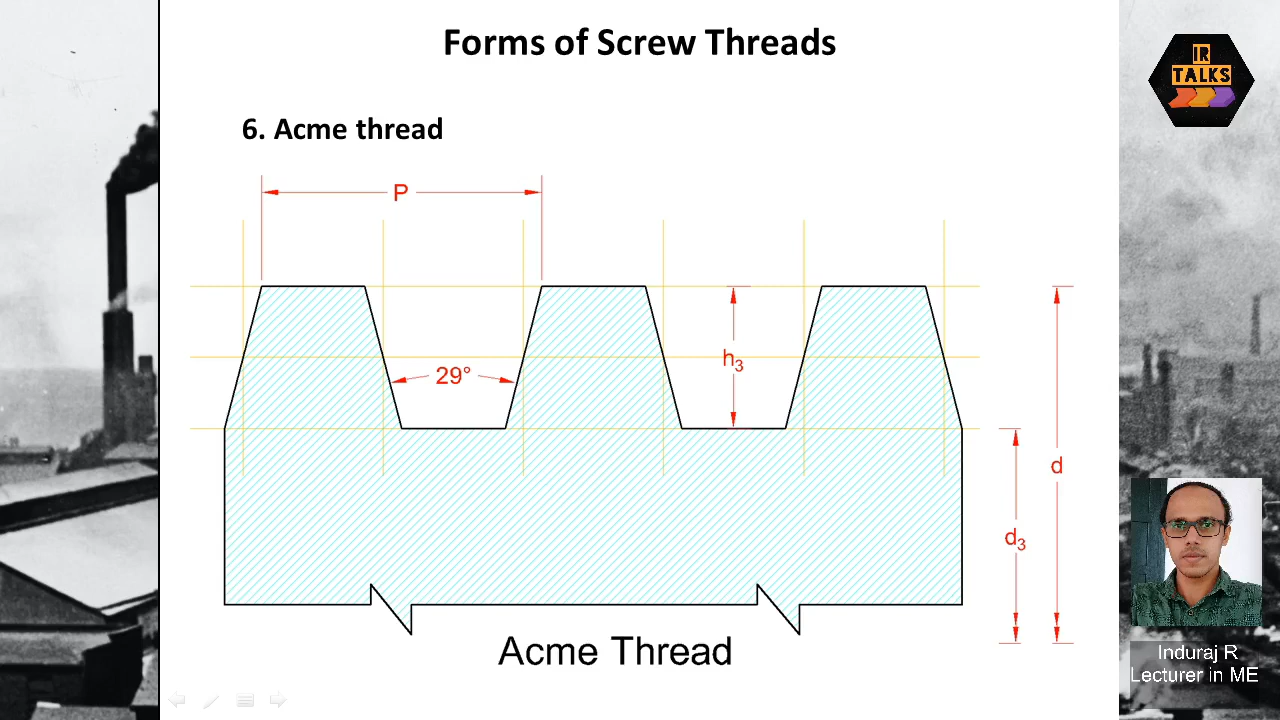 Forms of Screw Threads
IR
TALKS
6. Acme thread
P
29°
h3
d
d3
Acme Thread
Induraj R
Lecturer in ME